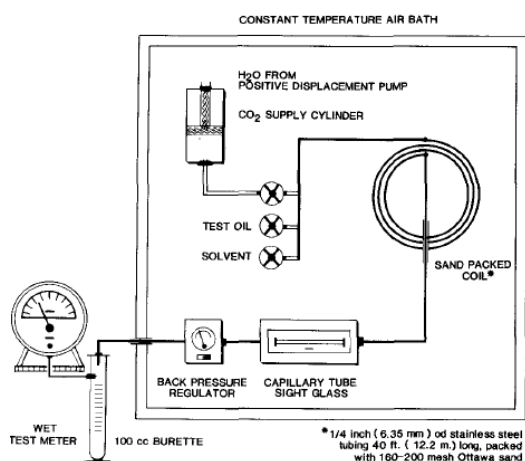 CONSTANT TEMPERATURE AIR BATH
H2O FROM
POSITIVE DISPLACEMENT PUMP
CO2 SUPPLY CYLINDER
TEST OIL
SOLVENT
SAND PACKED
COIL*
BACK PRESSURE
REGULATOR
CAPILLARY TUBE
SIGHT GLASS
WET
TEST METER
100 cc BURETTE
*1/4 inch ( 6.35 mm ) od stainless steel
tubing 40 ft. ( 12.2 m.) long, packed
with 160-200 mesh Ottawa sand